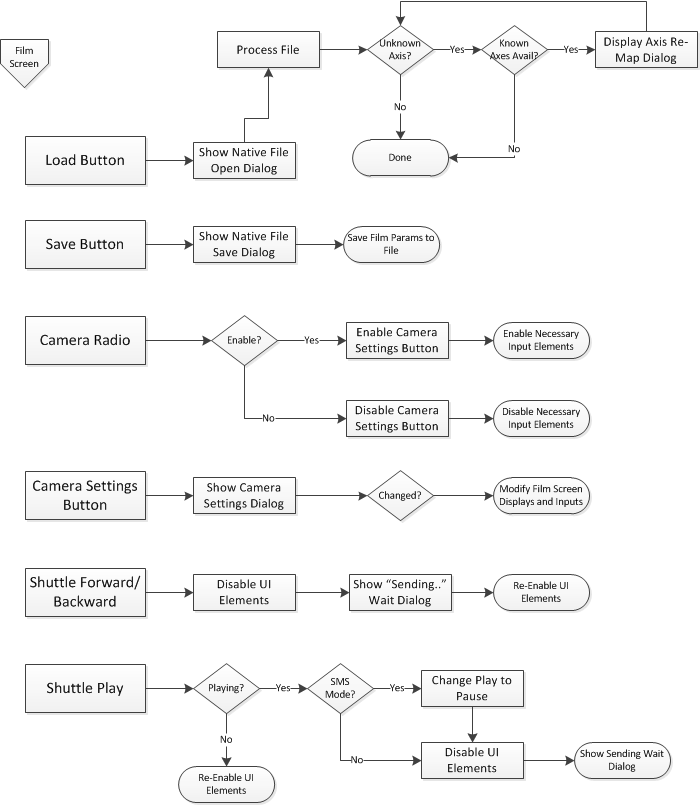 Film
Screen
Process File
Unknown
Axis?
Yes
Known
Axes Avail?
Yes
Display Axis Re-
Map Dialog
No
No
Done
Load Button
Show Native File
Open Dialog
Save Button
Show Native File
Save Dialog
Save Film Params to
File
Camera Radio
Enable?
Yes
Enable Camera
Settings Button
Enable Necessary
Input Elements
No
Disable Camera
Settings Button
Disable Necessary
Input Elements
Camera Settings
Button
Show Camera
Settings Dialog
Changed?
Modify Film Screen
Displays and Inputs
Shuttle Forward/
Backward
Disable UI
Elements
Show “Sending..”
Wait Dialog
Re-Enable UI
Elements
Shuttle Play
Playing?
Yes
SMS
Mode?
Yes
Change Play to
Pause
No
No
Disable UI
Elements
Show Sending Wait
Dialog
Re-Enable UI
Elements